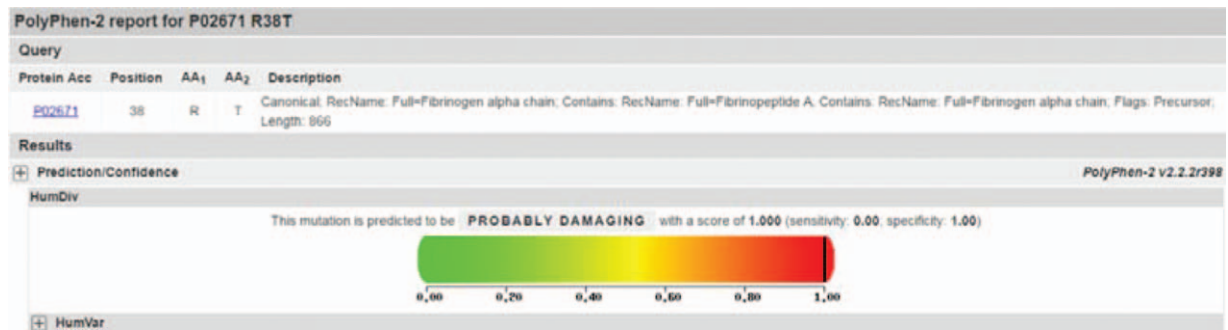 PolyPhen-2 report for P02671 R38T
Query
Protein Acc Position AA1 AA2 Description
P02671 38 R T Canonical; RecName: Full=Fibrinogen alpha chain; Contains: RecName: Full=Fibrinopeptide A; Contains: RecName: Full=Fibrinogen alpha chain; Flags: Precursor;
Length: 866
Results
Prediction/Confidence PolyPhen-2 v2.2.2r398
HumDiv
This mutation is predicted to be PROBABLY DAMAGING with a score of 1.000 (sensitivity: 0.00; specificity: 1.00)
0,00 0,20 0,40 0,60 0,80 1,00
HumVar